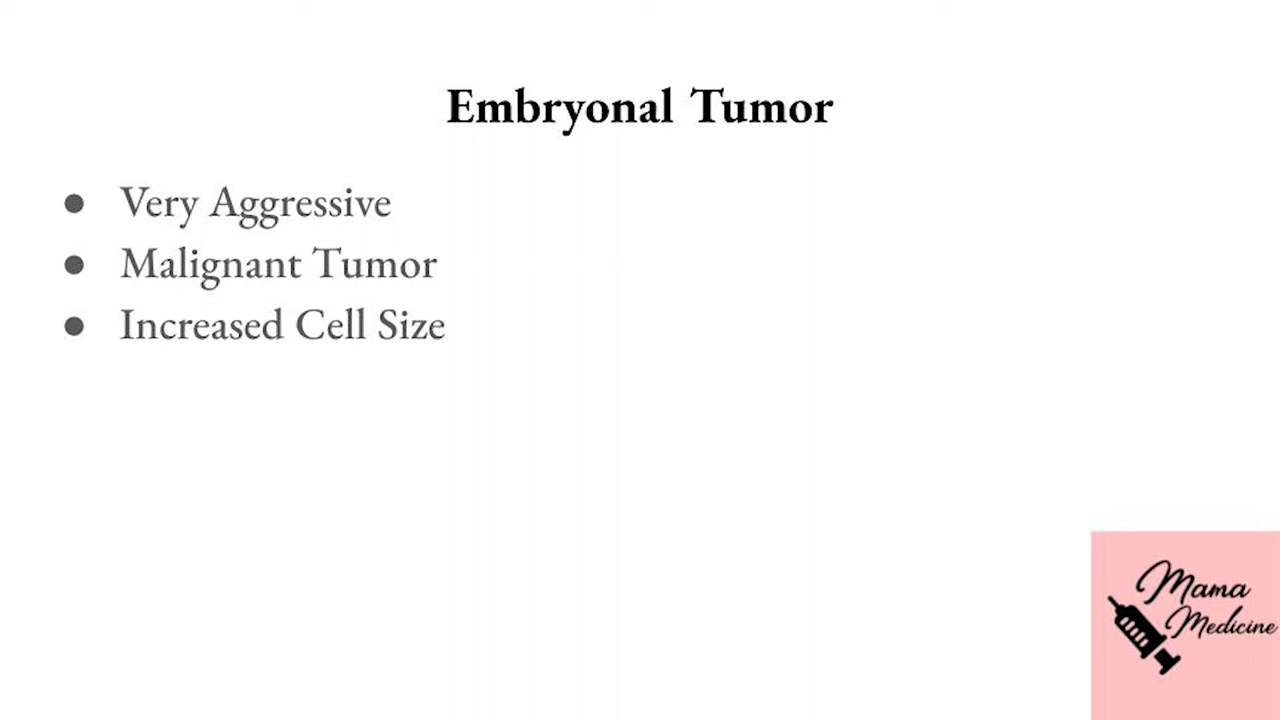 Embryonal Tumor
● Very Aggressive
● Malignant Tumor
● Increased Cell Size
Mama
Medicine